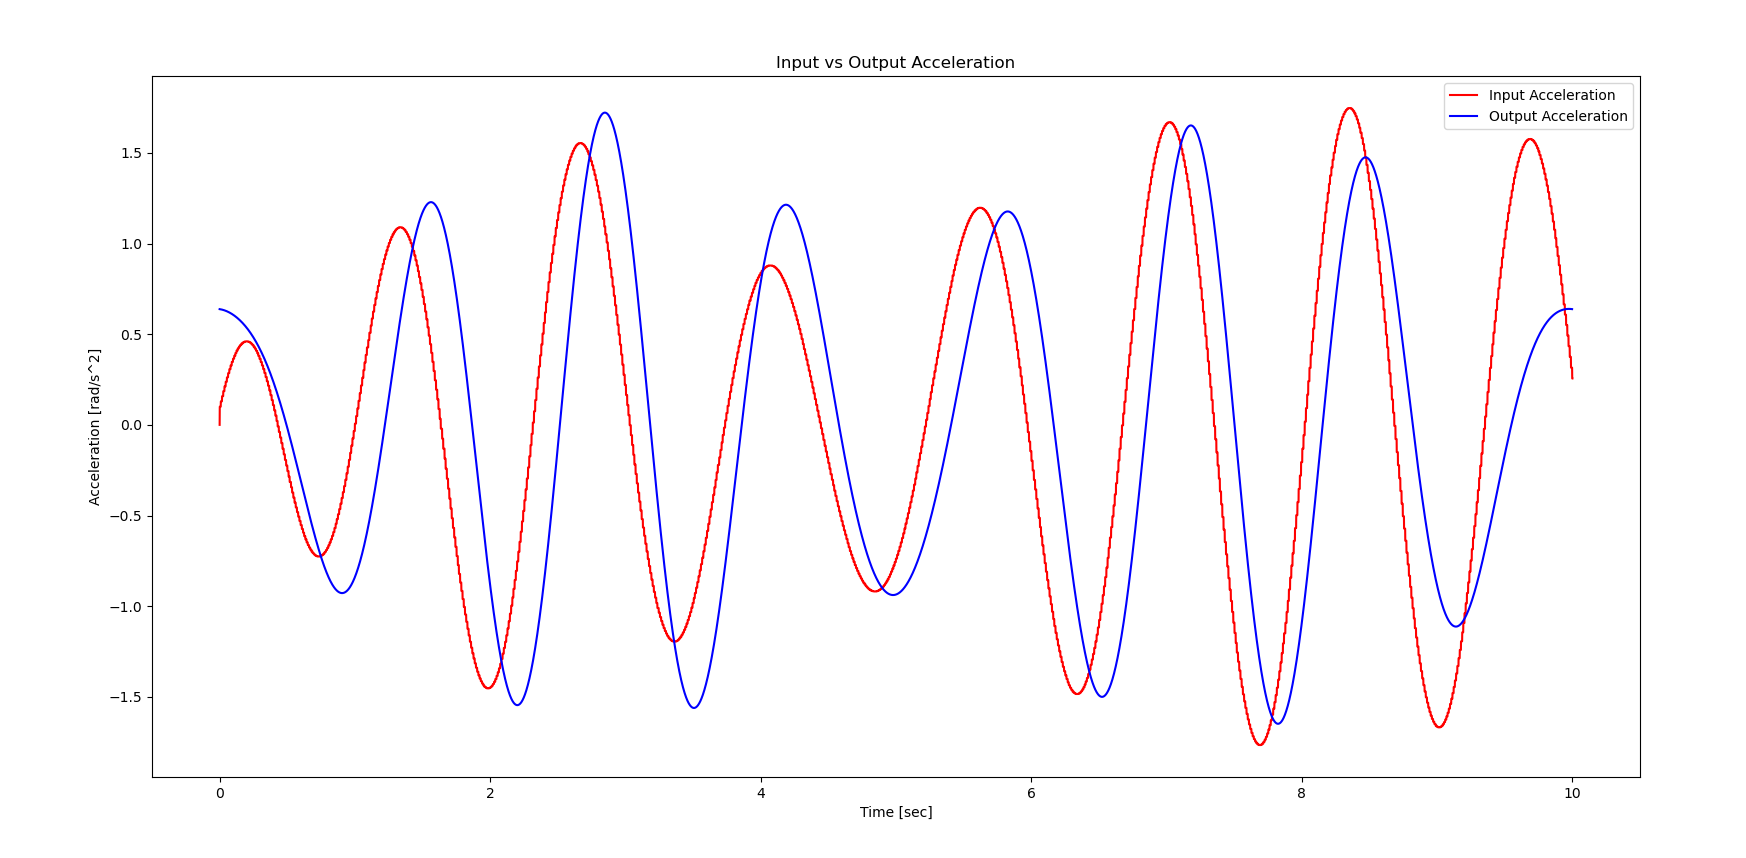 Input vs Output Acceleration
Input Acceleration
Output Acceleration
1.5
1.0
0.5
0.0
−0.5
−1.0
−1.5
Acceleration [rad/s^2]
0 2 4 6 8 10
Time [sec]